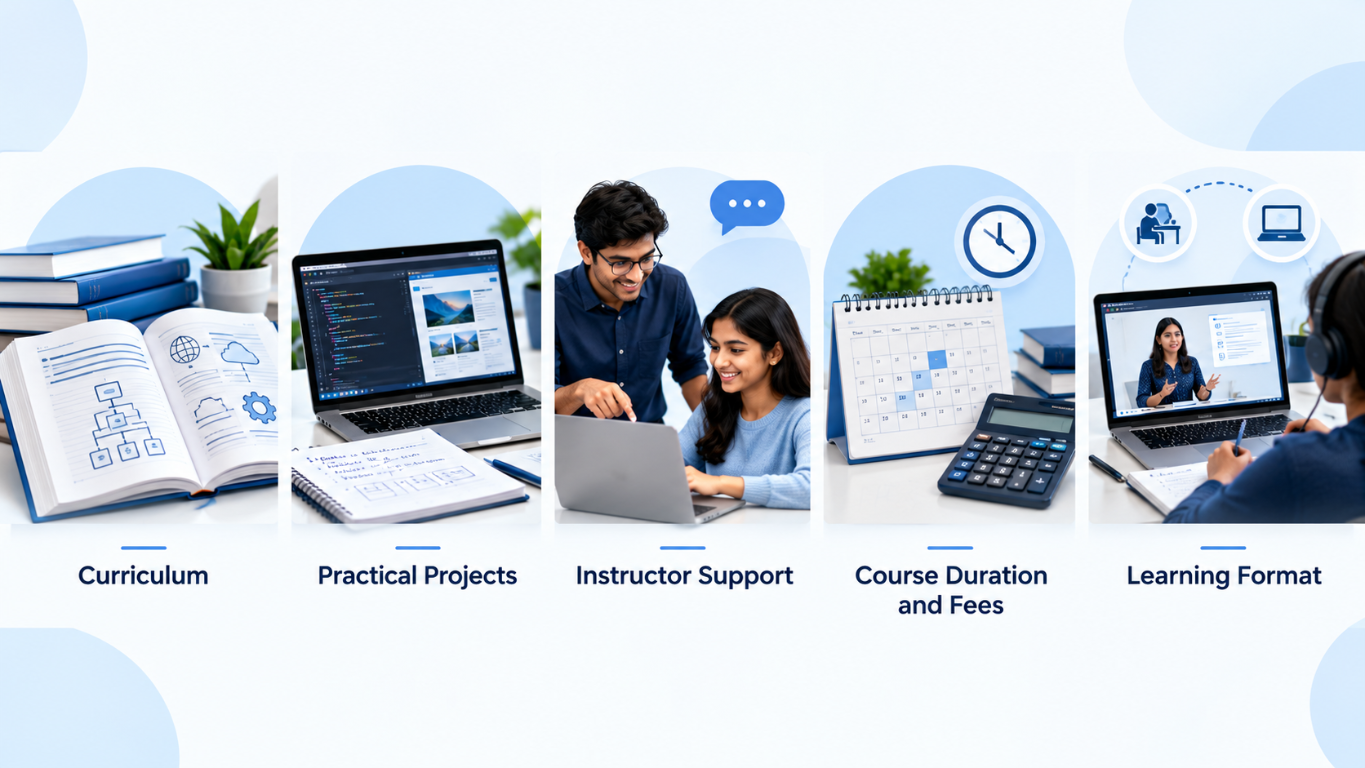 Curriculum
Practical Projects
Instructor Support
Course Duration
and Fees
Learning Format